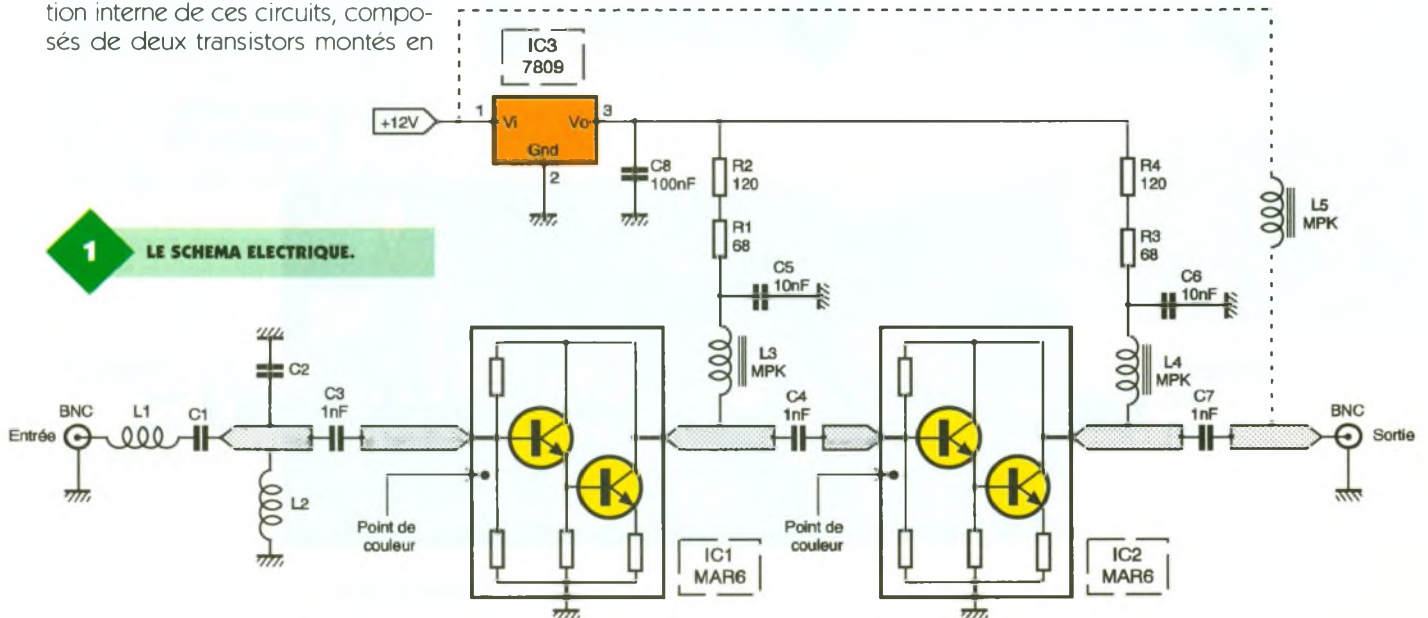 tion interne de ces circuits, compo-
sés de deux transistors montés en
IC3
7809
+12V
1
Vi
Vo
3
Gnd
2
C8
100nF
R2
120
R1
68
C5
10nF
L3
MPK
R4
120
R3
68
C6
10nF
L4
MPK
L5
MPK
1
LE SCHEMA ELECTRIQUE.
Entrée
BNC
L1
C1
C2
L2
C3
1nF
Point de
couleur
IC1
MAR6
C4
1nF
Point de
couleur
IC2
MAR6
C7
1nF
BNC
Sortie